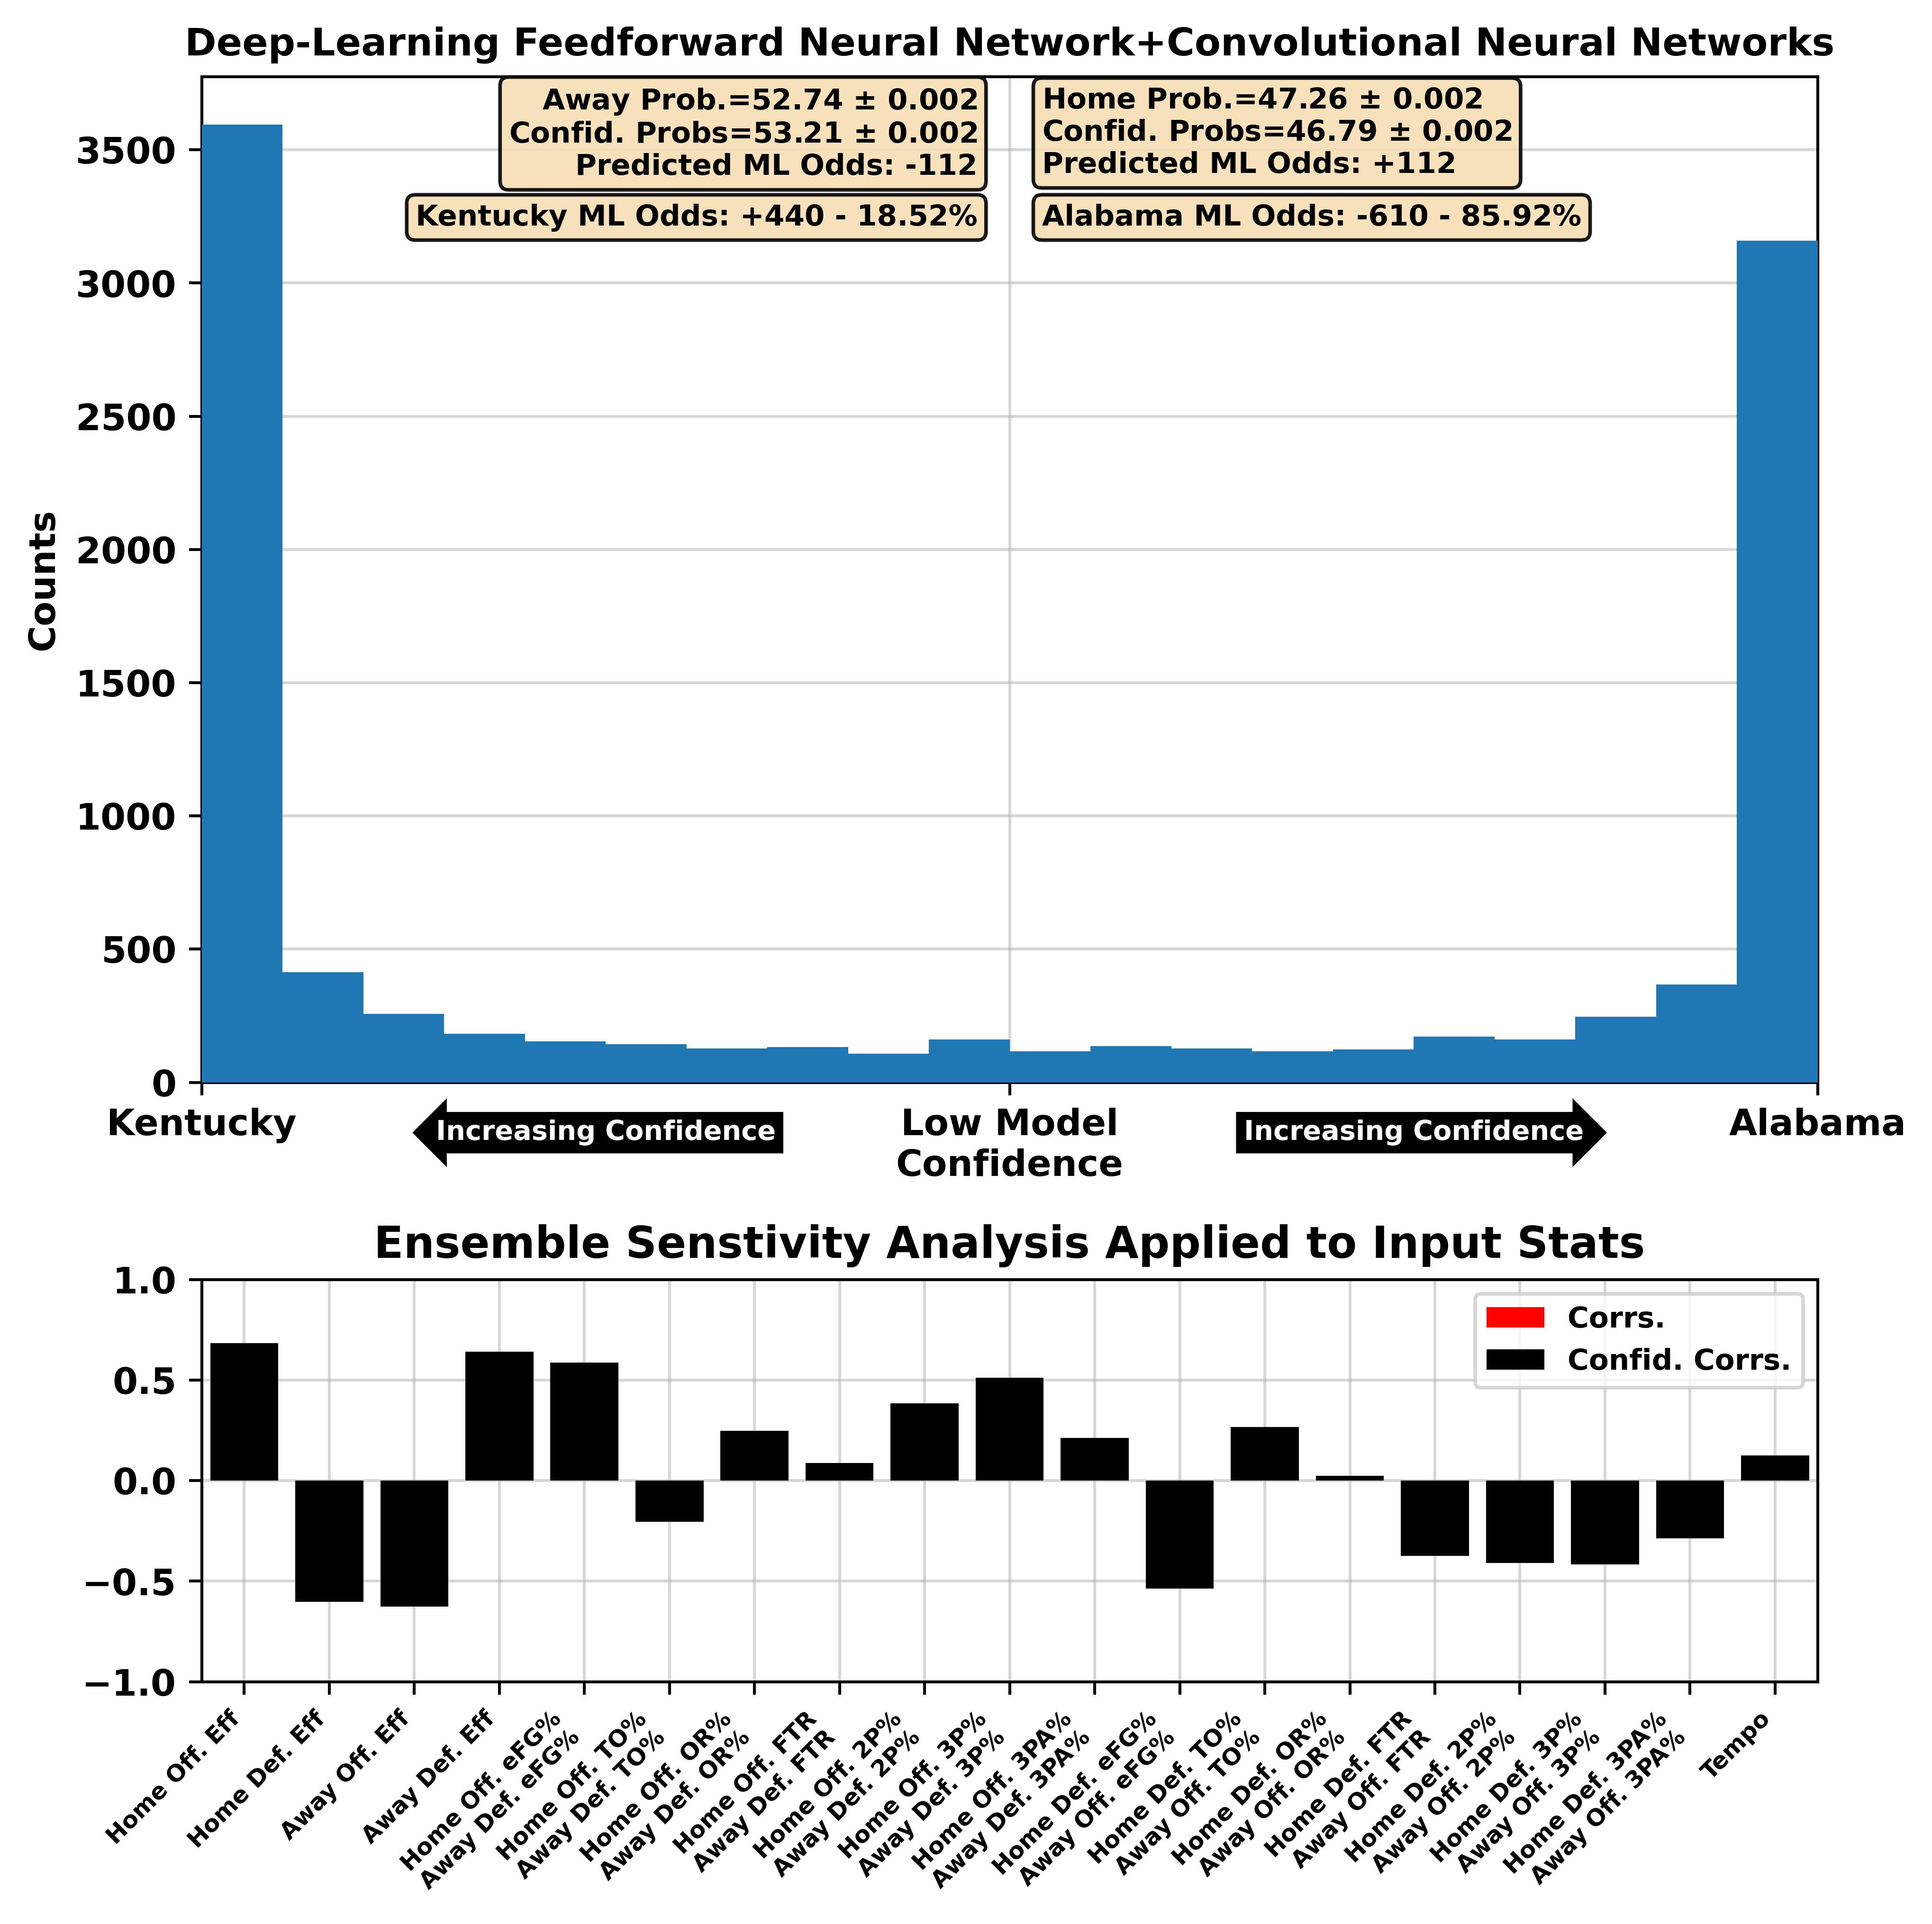 Deep-Learning Feedforward Neural Network+Convolutional Neural Networks
Away Prob.=52.74 ± 0.002
Confid. Probs=53.21 ± 0.002
Predicted ML Odds: -112
Kentucky ML Odds: +440 - 18.52%
Home Prob.=47.26 ± 0.002
Confid. Probs=46.79 ± 0.002
Predicted ML Odds: +112
Alabama ML Odds: -610 - 85.92%
Counts
3500
3000
2500
2000
1500
1000
500
0
Kentucky
Increasing Confidence
Low Model
Confidence
Increasing Confidence
Alabama
Ensemble Senstivity Analysis Applied to Input Stats
1.0
0.5
0.0
−0.5
−1.0
Corrs.
Confid. Corrs.
Home Off. Eff
Home Def. Eff
Away Off. Eff
Away Def. Eff
Home Off. eFG%
Away Def. eFG%
Home Off. TO%
Away Def. TO%
Home Off. OR%
Away Def. OR%
Home Off. FTR
Away Def. FTR
Home Off. 2P%
Away Def. 2P%
Home Off. 3P%
Away Def. 3P%
Home Off. 3PA%
Away Def. 3PA%
Home Def. eFG%
Away Off. eFG%
Home Def. TO%
Away Off. TO%
Home Def. OR%
Away Off. OR%
Home Def. FTR
Away Off. FTR
Home Def. 2P%
Away Off. 2P%
Home Def. 3P%
Away Off. 3P%
Home Def. 3PA%
Away Off. 3PA%
Tempo